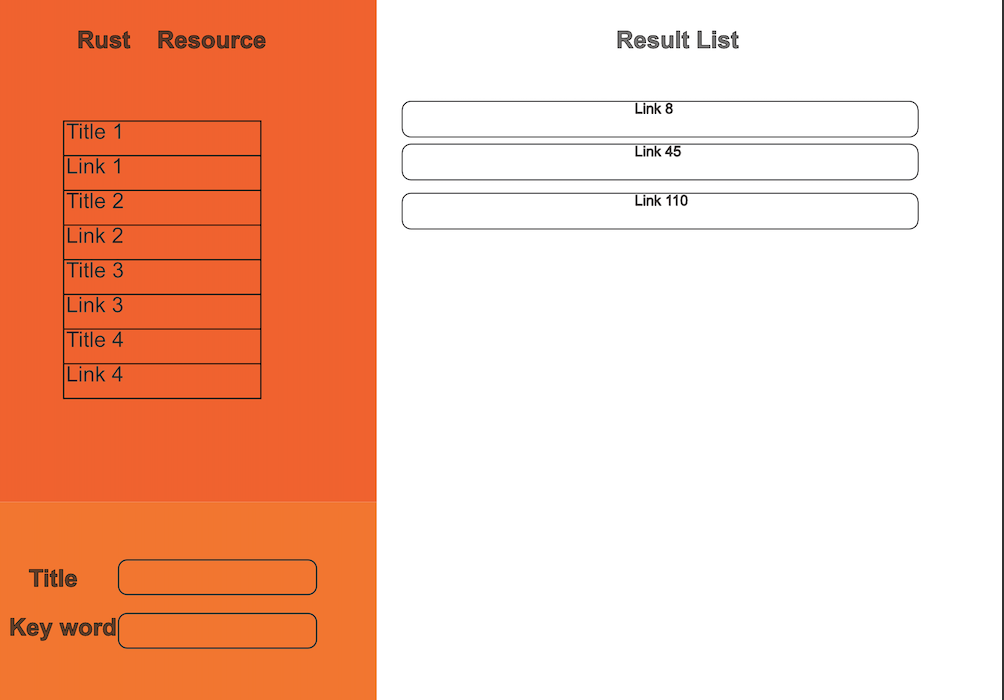 Rust Resource
Title 1
Link 1
Title 2
Link 2
Title 3
Link 3
Title 4
Link 4
Title
Key word
Result List
Link 8
Link 45
Link 110